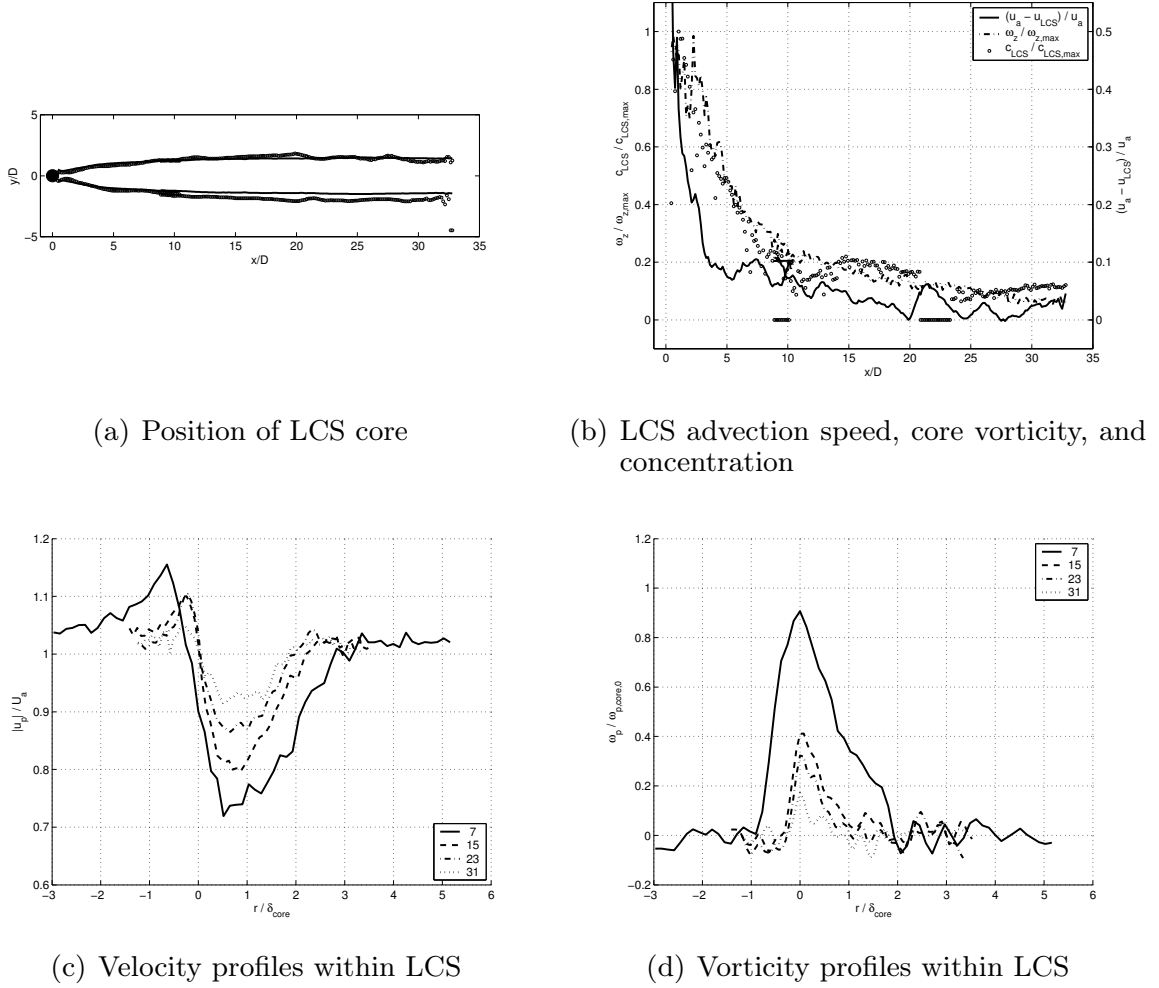 5
0
−5
y/D
0 5 10 15 20 25 30 35
x/D
(a) Position of LCS core
(u_a − u_LCS) / u_a
ω_z / ω_z,max
c_LCS / c_LCS,max
1
0.8
0.6
0.4
0.2
0
ω_z / ω_z,max c_LCS / c_LCS,max
0.5
0.4
0.3
0.2
0.1
0
(u_a − u_LCS) / u_a
0 5 10 15 20 25 30 35
x/D
(b) LCS advection speed, core vorticity, and
concentration
1.2
1.1
1
0.9
0.8
0.7
0.6
|u_p| / U_a
7
15
23
31
−3 −2 −1 0 1 2 3 4 5 6
r / δ_core
(c) Velocity profiles within LCS
1.2
1
0.8
0.6
0.4
0.2
0
−0.2
ω_p / ω_p,core,0
7
15
23
31
−3 −2 −1 0 1 2 3 4 5 6
r / δ_core
(d) Vorticity profiles within LCS